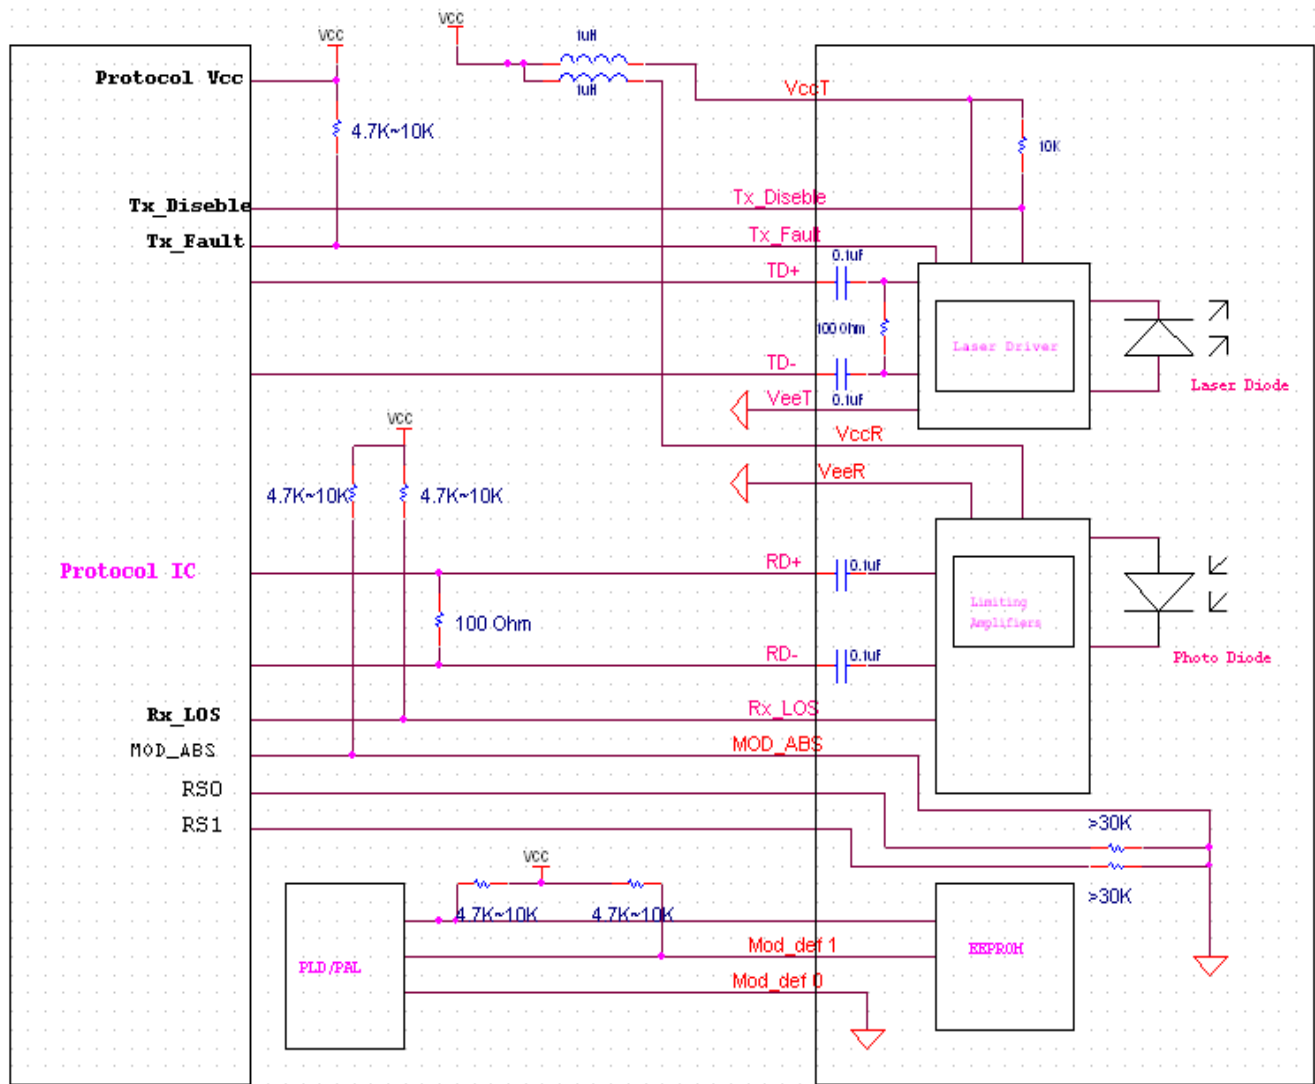 VCC
VCC
1uH
1uH
Protocol Vcc
VccT
4.7K~10K
10K
Tx_Diseble
Tx_Diseble
Tx_Fault
Tx_Fault
0.1uF
TD+
100 Ohm
Laser Driver
TD-
Laser Diode
VeeT
0.1uF
VCC
VccR
VeeR
4.7K~10K
4.7K~10K
Protocol IC
RD+
0.1uF
Limiting
Amplifiers
100 Ohm
RD-
0.1uF
Photo Diode
Rx_LOS
Rx_LOS
MOD_ABS
MOD_ABS
RS0
RS1
>30K
VCC
>30K
4.7K~10K
4.7K~10K
Mod_def 1
EEPROM
PLD/PAL
Mod_def 0